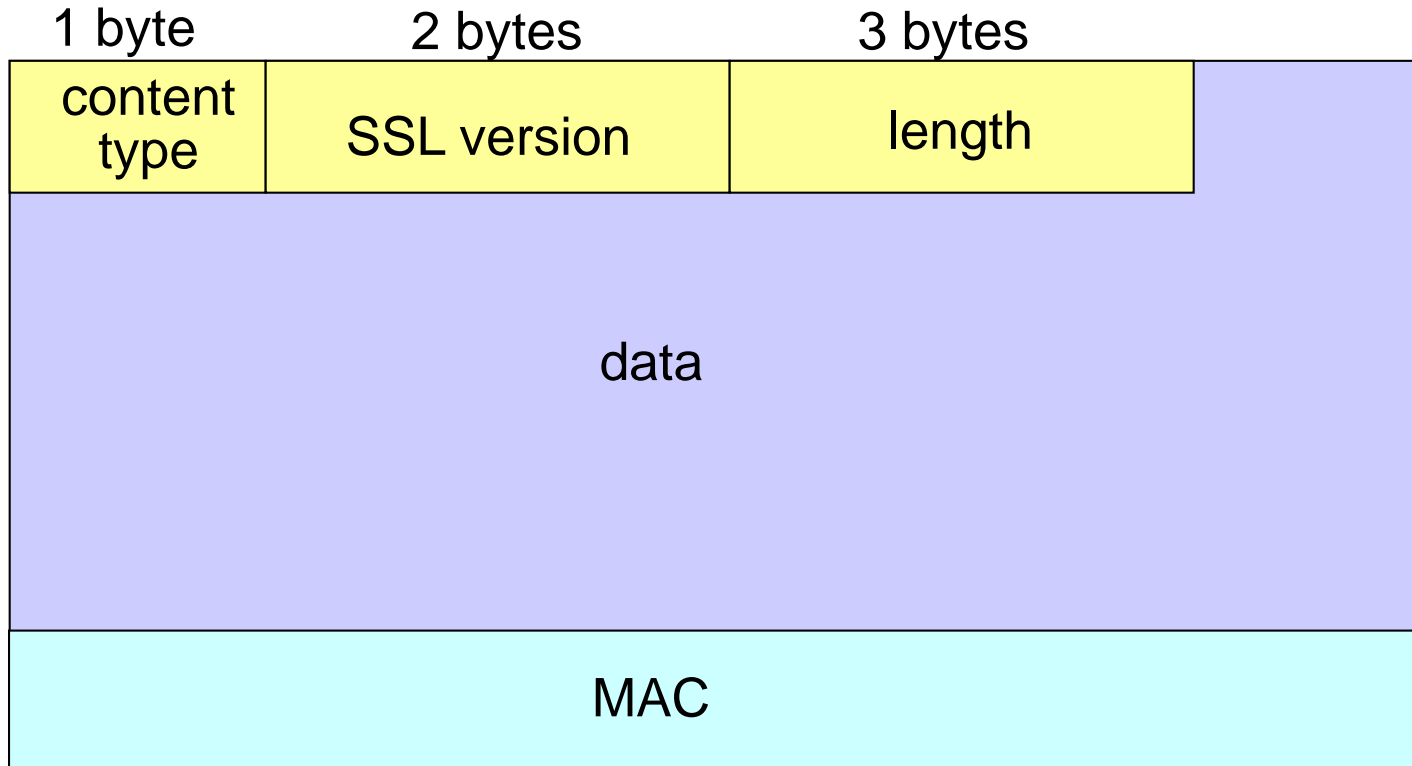 1 byte
2 bytes
3 bytes
content
type
SSL version
length
data
MAC